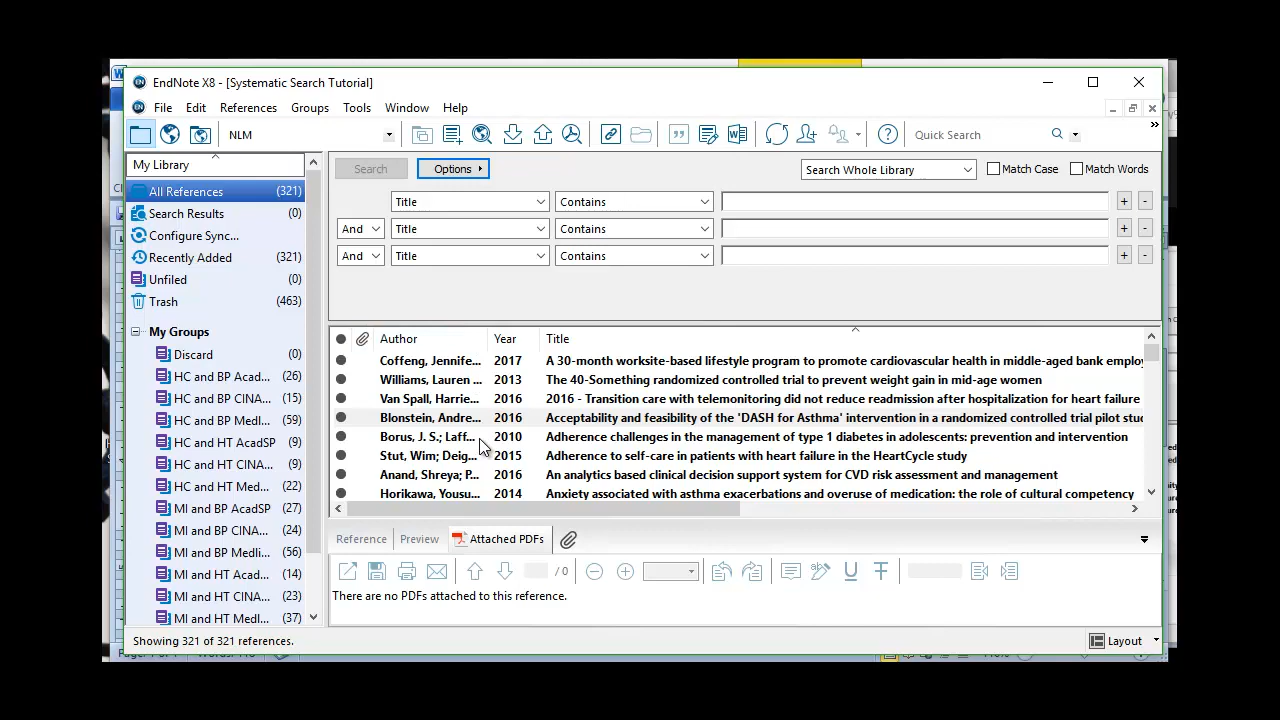 EndNote X8 - [Systematic Search Tutorial]
File Edit References Groups Tools Window Help
NLM
Quick Search
My Library
All References (321)
Search Results (0)
Configure Sync...
Recently Added (321)
Unfiled (0)
Trash (463)
My Groups
Discard (0)
HC and BP Acad... (26)
HC and BP CINA... (15)
HC and BP Medl... (59)
HC and HT AcadSP (9)
HC and HT CINA... (13)
HC and HT Med... (22)
MI and BP AcadSP (27)
MI and BP CINA... (24)
MI and BP Medli... (56)
MI and HT Acad... (14)
MI and HT CINA... (23)
MI and HT Medl... (37)
Showing 321 of 321 references.
Search Options Search Whole Library Match Case Match Words
Title Contains + -
And Title Contains + -
And Title Contains + -
Author Year Title
Coffeng, Jennife... 2017 A 30-month worksite-based lifestyle program to promote cardiovascular health in middle-aged bank employ
Williams, Lauren ... 2013 The 40-Something randomized controlled trial to prevent weight gain in mid-age women
Van Spall, Harrie... 2016 2016 - Transition care with telemonitoring did not reduce readmission after hospitalization for heart failure
Blonstein, Andre... 2016 Acceptability and feasibility of the 'DASH for Asthma' intervention in a randomized controlled trial pilot stud
Borus, J. S.; Laff... 2010 Adherence challenges in the management of type 1 diabetes in adolescents: prevention and intervention
Stut, Wim; Deig... 2015 Adherence to self-care in patients with heart failure in the HeartCycle study
Anand, Shreya; P... 2016 An analytics based clinical decision support system for CVD risk assessment and management
Horikawa, Yousu... 2014 Anxiety associated with asthma exacerbations and overuse of medication: the role of cultural competency
Reference Preview Attached PDFs
/ 0
There are no PDFs attached to this reference.
Layout